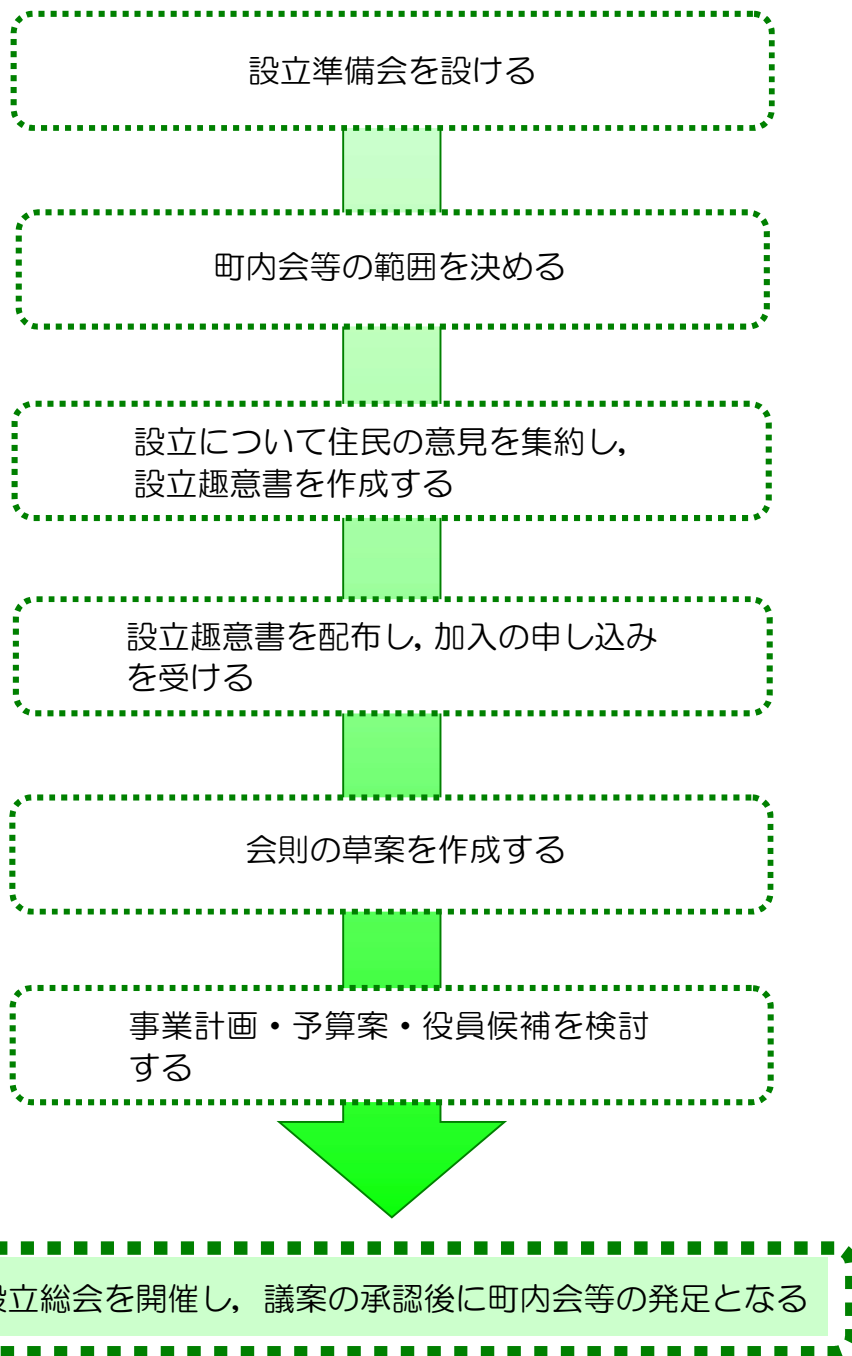 設立準備会を設ける
町内会等の範囲を決める
設立について住民の意見を集約し,
設立趣意書を作成する
設立趣意書を配布し, 加入の申し込み
を受ける
会則の草案を作成する
事業計画・予算案・役員候補を検討
する
設立総会を開催し, 議案の承認後に町内会等の発足となる